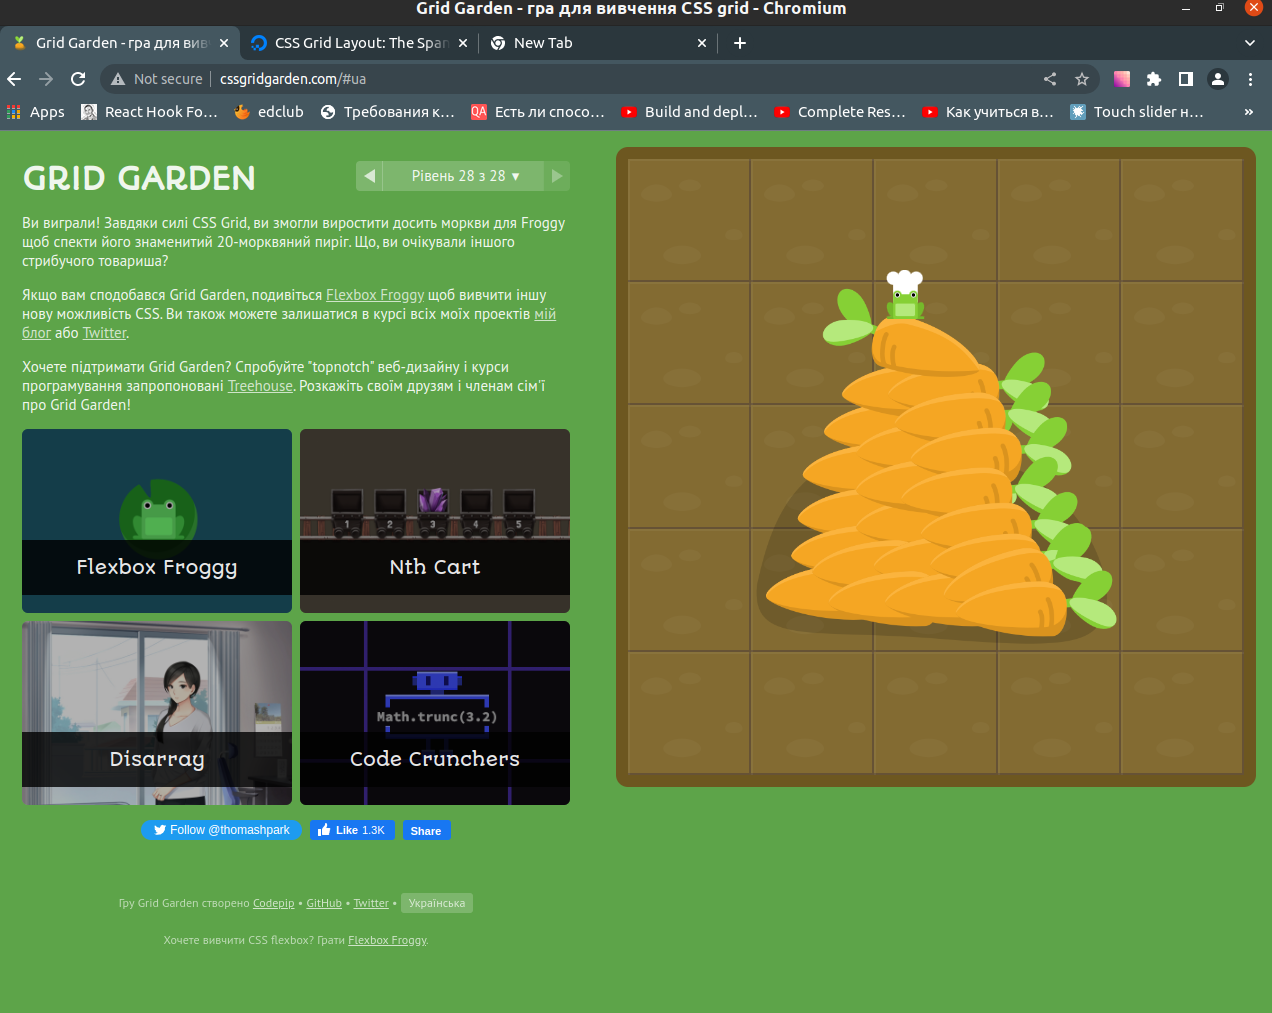 Grid Garden - гра для вивчення CSS grid - Chromium
Grid Garden - гра для вив
CSS Grid Layout: The Span
New Tab
Not secure
cssgridgarden.com/#ua
Apps
React Hook Fo…
edclub
Требования к…
QA
Есть ли спосо…
Build and depl…
Complete Res…
Как учиться в…
Touch slider н…
»
GRID GARDEN
Рівень 28 з 28 ▼
Ви виграли! Завдяки силі CSS Grid, ви змогли виростити досить моркви для Froggy
щоб спекти його знаменитий 20-морквяний пиріг. Що, ви очікували іншого
стрибучого товариша?
Якщо вам сподобався Grid Garden, подивіться Flexbox Froggy щоб вивчити іншу
нову можливість CSS. Ви також можете залишатися в курсі всіх моїх проектів мій
блог або Twitter.
Хочете підтримати Grid Garden? Спробуйте "topnotch" веб-дизайну і курси
програмування запропоновані Treehouse. Розкажіть своїм друзям і членам сім'ї
про Grid Garden!
1 2 3 4 5
Flexbox Froggy
Nth Cart
Math.trunc(3.2)
Disarray
Code Crunchers
Follow @thomashpark
Like 1.3K
Share
Гру Grid Garden створено Codepip • GitHub • Twitter • Українська
Хочете вивчити CSS flexbox? Грати Flexbox Froggy.